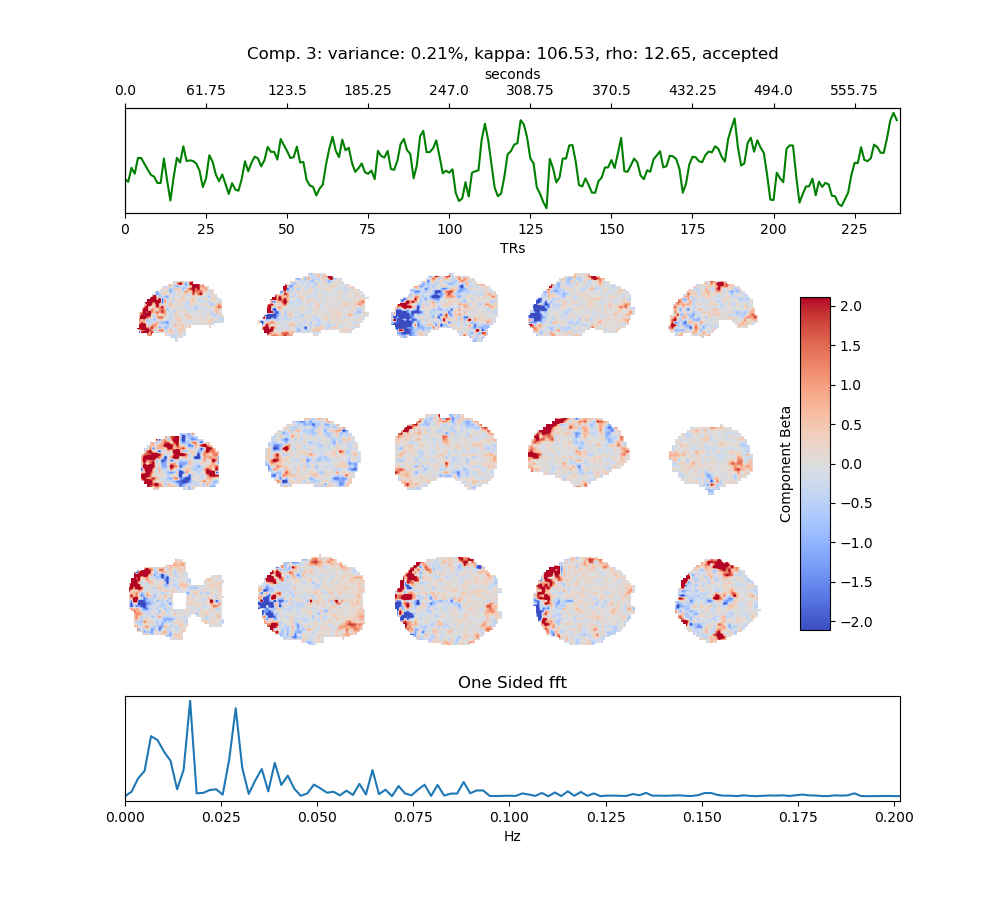 Comp. 3: variance: 0.21%, kappa: 106.53, rho: 12.65, accepted
seconds
0.0 61.75 123.5 185.25 247.0 308.75 370.5 432.25 494.0 555.75
0 25 50 75 100 125 150 175 200 225
TRs
2.0
1.5
1.0
0.5
0.0
−0.5
−1.0
−1.5
−2.0
Component Beta
One Sided fft
0.000 0.025 0.050 0.075 0.100 0.125 0.150 0.175 0.200
Hz